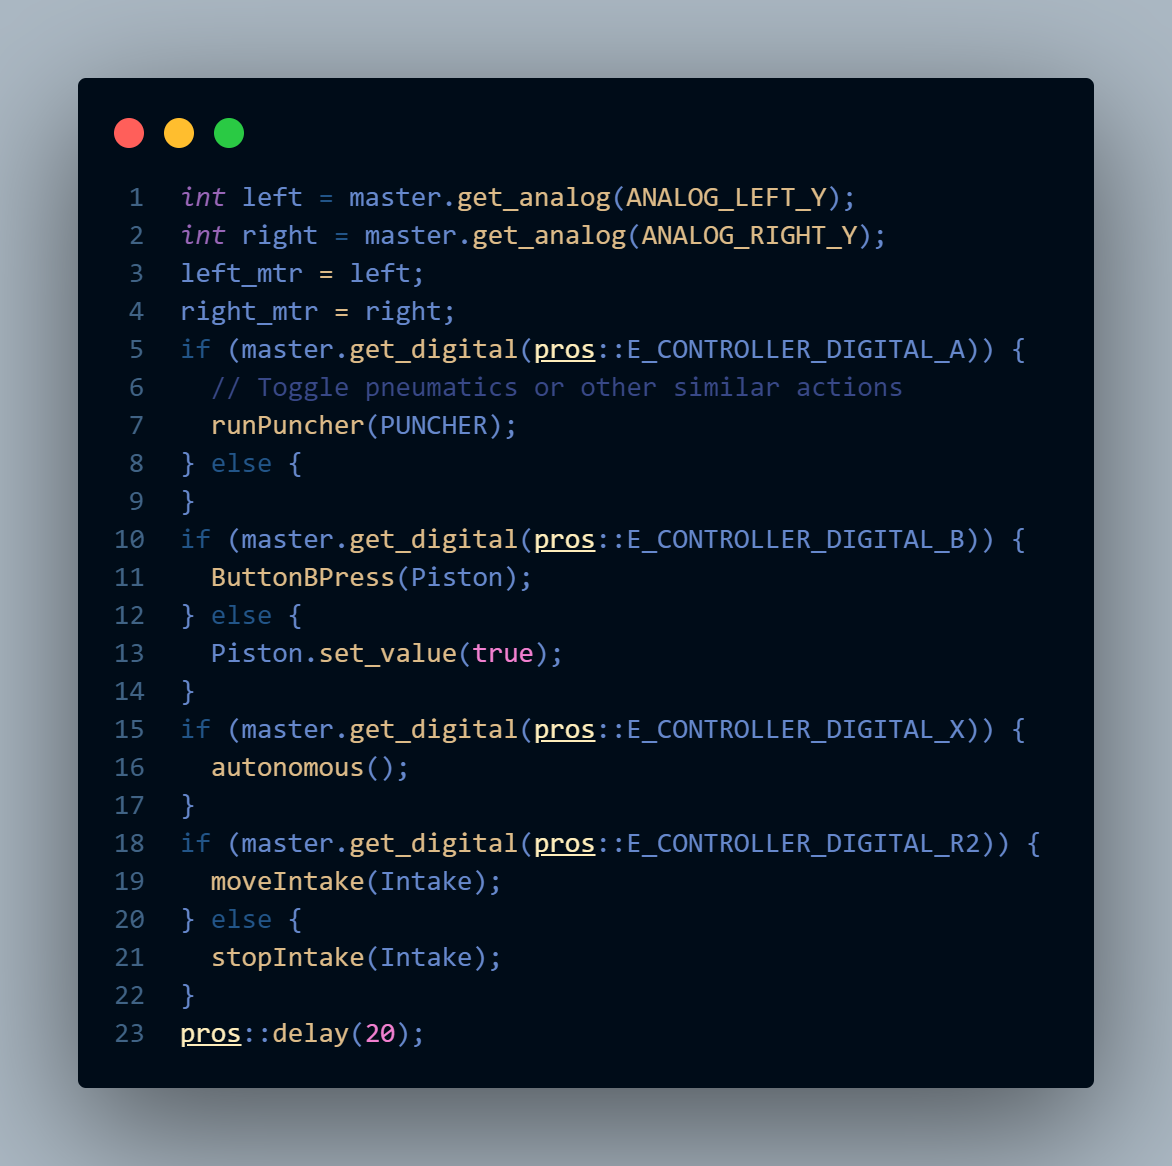 1 int left = master.get_analog(ANALOG_LEFT_Y);
2 int right = master.get_analog(ANALOG_RIGHT_Y);
3 left_mtr = left;
4 right_mtr = right;
5 if (master.get_digital(pros::E_CONTROLLER_DIGITAL_A)) {
6   // Toggle pneumatics or other similar actions
7   runPuncher(PUNCHER);
8 } else {
9 }
10 if (master.get_digital(pros::E_CONTROLLER_DIGITAL_B)) {
11   ButtonBPress(Piston);
12 } else {
13   Piston.set_value(true);
14 }
15 if (master.get_digital(pros::E_CONTROLLER_DIGITAL_X)) {
16   autonomous();
17 }
18 if (master.get_digital(pros::E_CONTROLLER_DIGITAL_R2)) {
19   moveIntake(Intake);
20 } else {
21   stopIntake(Intake);
22 }
23 pros::delay(20);